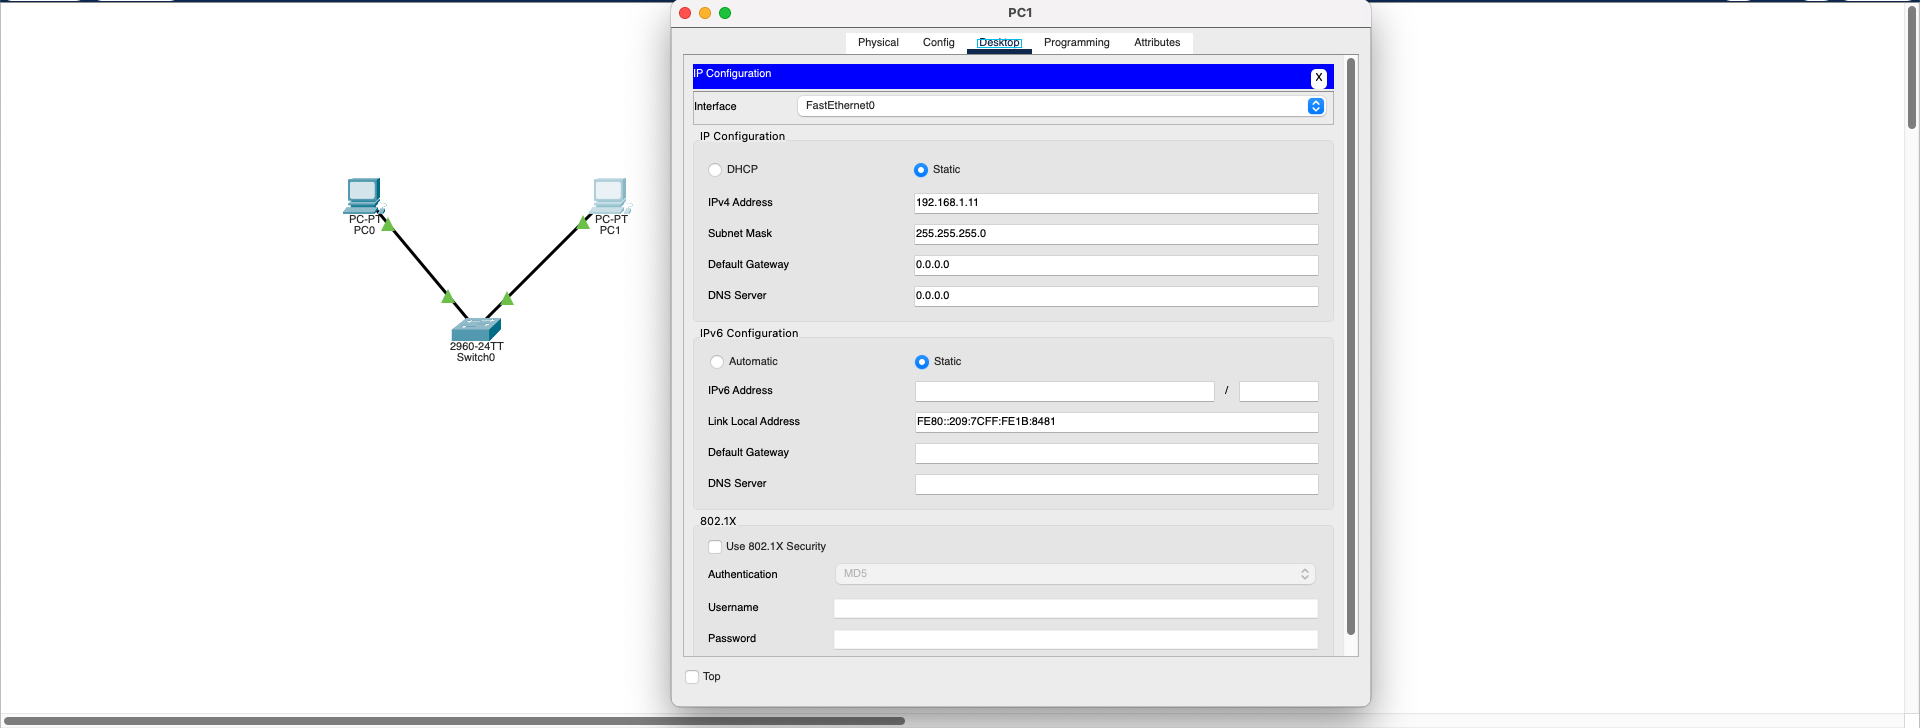 PC1
Physical Config Desktop Programming Attributes
IP Configuration X
Interface FastEthernet0
IP Configuration
DHCP Static
IPv4 Address 192.168.1.11
Subnet Mask 255.255.255.0
Default Gateway 0.0.0.0
DNS Server 0.0.0.0
IPv6 Configuration
Automatic Static
IPv6 Address /
Link Local Address FE80::209:7CFF:FE1B:8481
Default Gateway
DNS Server
802.1X
Use 802.1X Security
Authentication MD5
Username
Password
Top
PC-PT
PC0
PC-PT
PC1
2960-24TT
Switch0